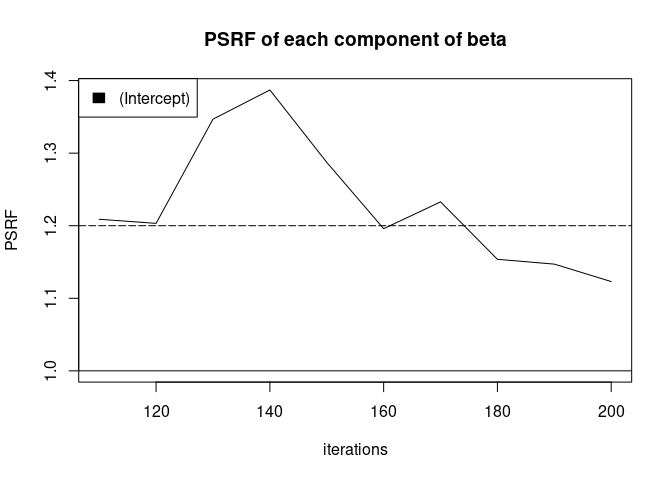 PSRF of each component of beta
(Intercept)
PSRF
1.4
1.3
1.2
1.1
1.0
120 140 160 180 200
iterations